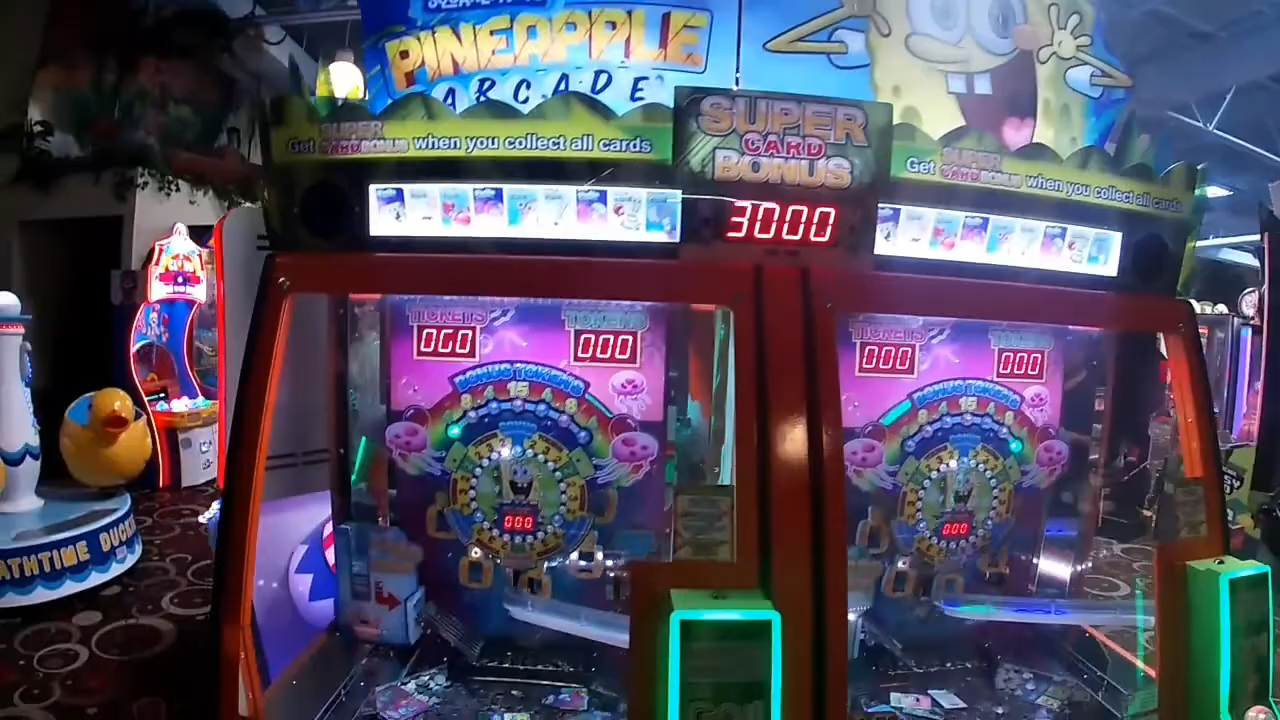 PINEAPPLE
ARCADE
Get SUPER CARD BONUS when you collect all cards
SUPER
CARD
BONUS
3000
Get SUPER CARD BONUS when you collect all cards
TICKETS
000
TOKENS
000
BONUS TOKENS
8 4 15 4 8
000
TICKETS
000
TOKENS
000
BONUS TOKENS
8 4 15 4 8
000
ATHTIME DUCK